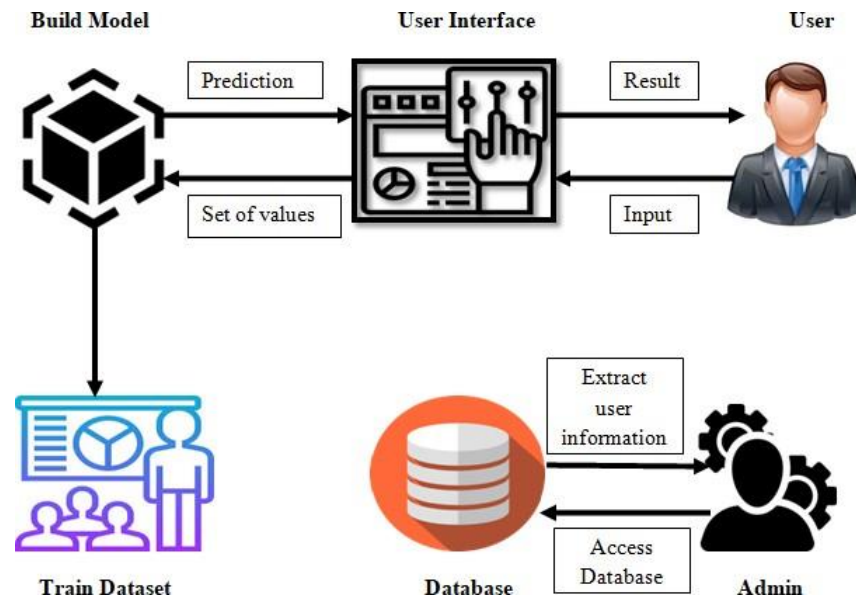 Build Model
User Interface
User
Prediction
Result
Set of values
Input
Extract
user
information
Access
Database
Train Dataset
Database
Admin